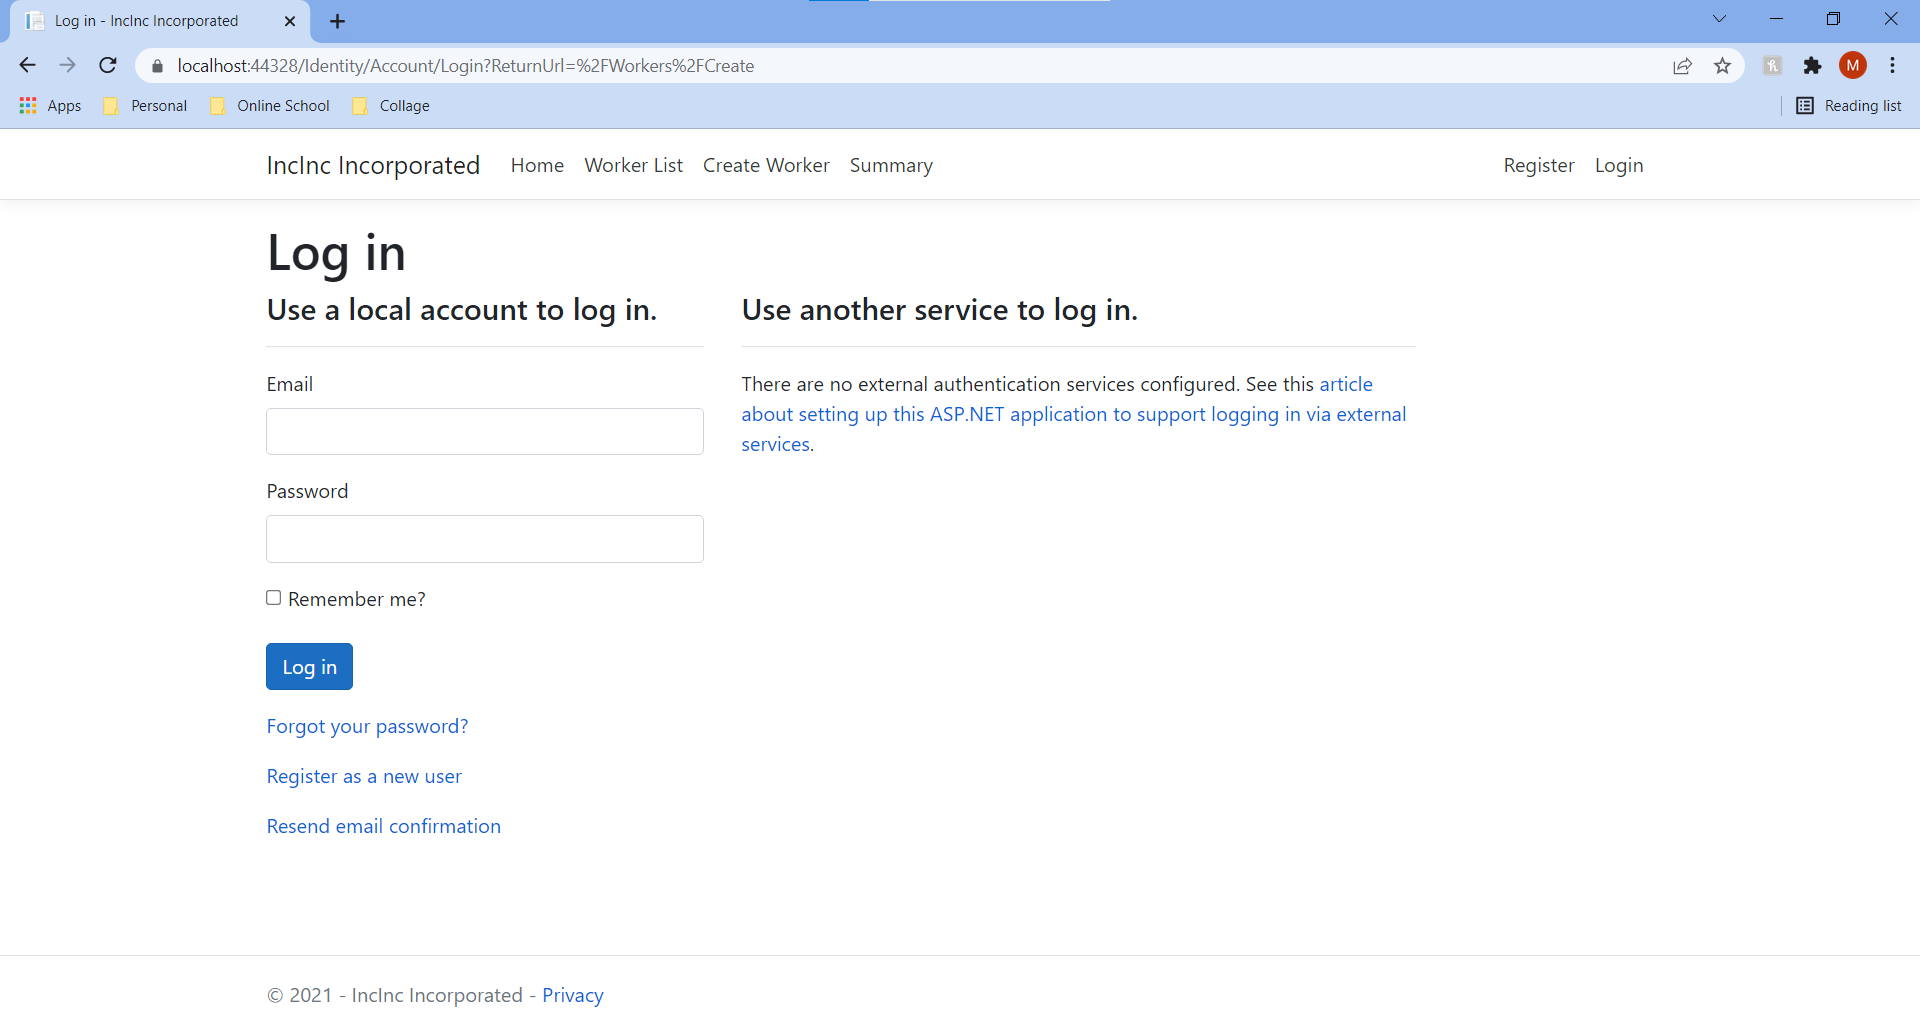 Log in - IncInc Incorporated
localhost:44328/Identity/Account/Login?ReturnUrl=%2FWorkers%2FCreate
M
Apps Personal Online School Collage Reading list
IncInc Incorporated Home Worker List Create Worker Summary Register Login
Log in
Use a local account to log in.
Email
Password
Remember me?
Log in
Forgot your password?
Register as a new user
Resend email confirmation
Use another service to log in.
There are no external authentication services configured. See this article
about setting up this ASP.NET application to support logging in via external
services.
© 2021 - IncInc Incorporated - Privacy